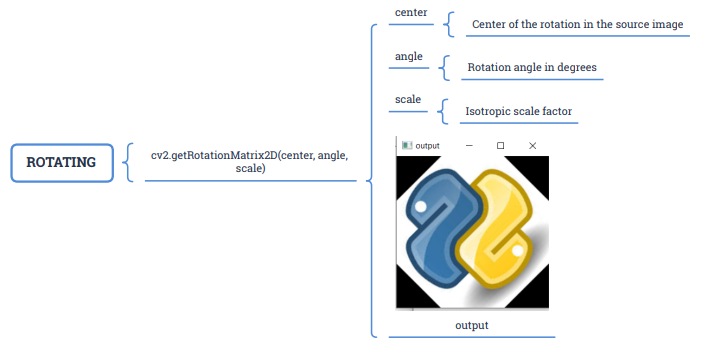 ROTATING
cv2.getRotationMatrix2D(center, angle,
scale)
center
Center of the rotation in the source image
angle
Rotation angle in degrees
scale
Isotropic scale factor
output
output